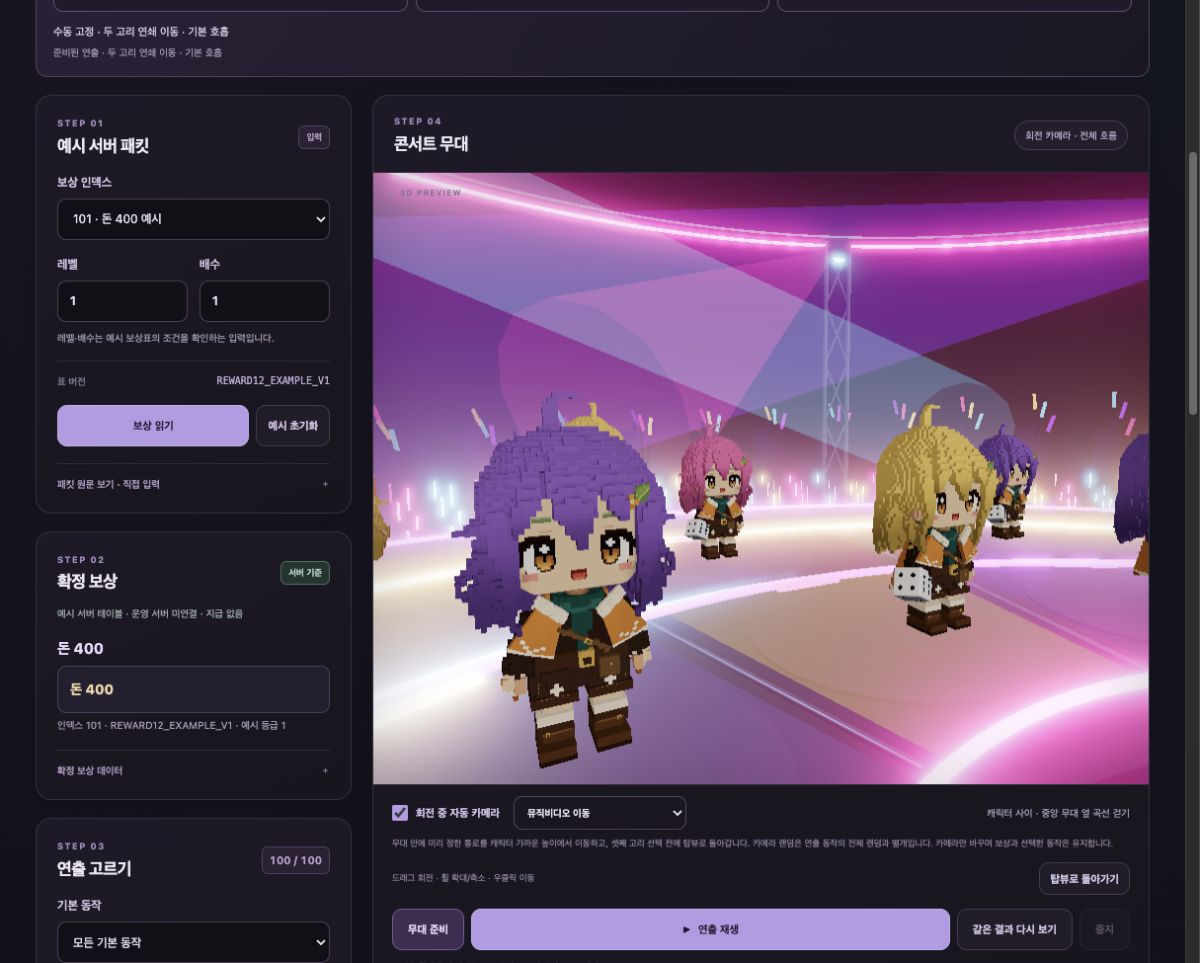 수동 고정 · 두 고리 연쇄 이동 · 기본 호흡
준비된 연출 · 두 고리 연쇄 이동 · 기본 호흡
STEP 01
예시 서버 패킷
입력
보상 인덱스
101 · 돈 400 예시
레벨
배수
1
1
레벨·배수는 예시 보상표의 조건을 확인하는 입력입니다.
표 버전
REWARD12_EXAMPLE_V1
보상 읽기
예시 초기화
패킷 원문 보기 · 직접 입력
+
STEP 02
확정 보상
서버 기준
예시 서버 테이블 · 운영 서버 미연결 · 지급 없음
돈 400
돈 400
인덱스 101 · REWARD12_EXAMPLE_V1 · 예시 등급 1
확정 보상 데이터
+
STEP 03
연출 고르기
100 / 100
기본 동작
모든 기본 동작
STEP 04
콘서트 무대
회전 카메라 · 전체 흐름
3D PREVIEW
회전 중 자동 카메라
뮤직비디오 이동
캐릭터 사이 · 중앙 무대 옆 곡선 걷기
무대 안에 미리 정한 통로를 캐릭터 가까운 높이에서 이동하고, 셋째 고리 선택 전에 탑뷰로 돌아갑니다. 카메라 랜덤은 연출 동작의 전체 랜덤과 별개입니다. 카메라만 바꾸며 보상과 선택한 동작은 유지합니다.
드래그 회전 · 휠 확대/축소 · 우클릭 이동
탑뷰로 돌아가기
무대 준비
▶ 연출 재생
같은 결과 다시 보기
중지